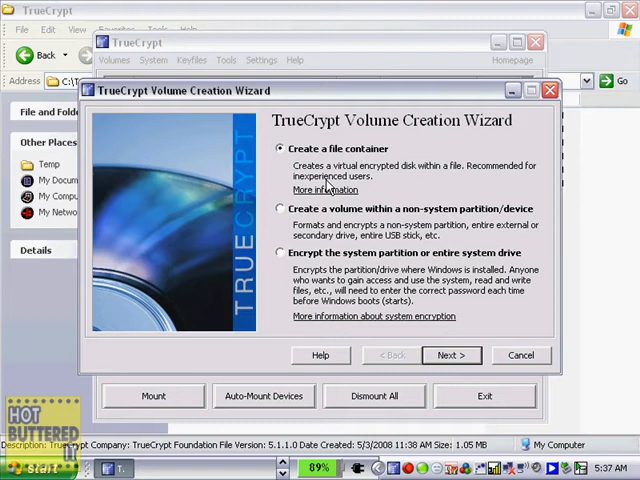 File
TrueCrypt
Volumes System Keyfiles Tools Settings Help Homepage
Back
Address C:\T
Go
TrueCrypt Volume Creation Wizard
File and Folde
Other Places
Temp
My Docum
My Compu
My Netwo
Details
TRUECRYPT
TrueCrypt Volume Creation Wizard
Create a file container
Creates a virtual encrypted disk within a file. Recommended for
inexperienced users.
More information
Create a volume within a non-system partition/device
Formats and encrypts a non-system partition, entire external or
secondary drive, entire USB stick, etc.
Encrypt the system partition or entire system drive
Encrypts the partition/drive where Windows is installed. Anyone
who wants to gain access and use the system, read and write
files, etc., will need to enter the correct password each time
before Windows boots (starts).
More information about system encryption
Help < Back Next > Cancel
Mount Auto-Mount Devices Dismount All Exit
HOT
BUTTERED
Description: TrueCrypt Company: TrueCrypt Foundation File Version: 5.1.1.0 Date Created: 5/3/2008 11:38 AM Size: 1.05 MB My Computer
start T. 89% 5:37 AM